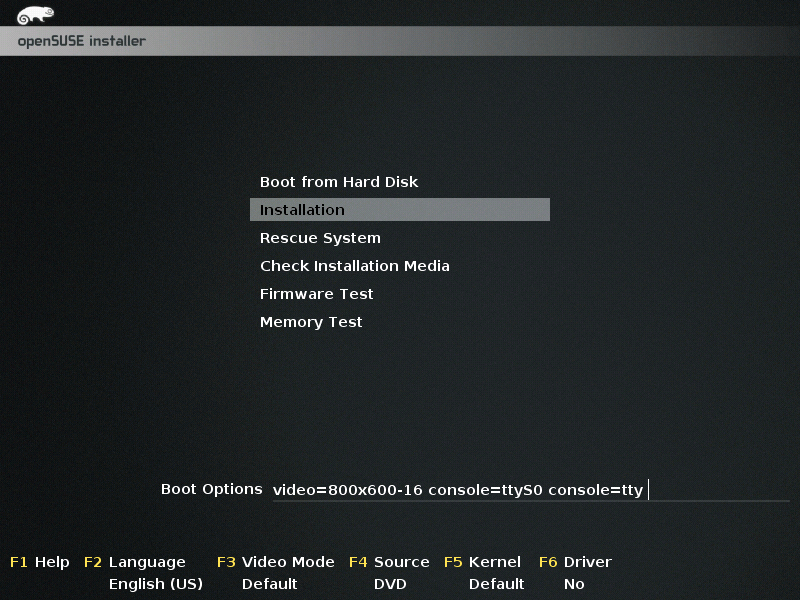 openSUSE installer
Boot from Hard Disk
Installation
Rescue System
Check Installation Media
Firmware Test
Memory Test
Boot Options video=800x600-16 console=ttyS0 console=tty
F1 Help F2 Language F3 Video Mode F4 Source F5 Kernel F6 Driver
English (US) Default DVD Default No